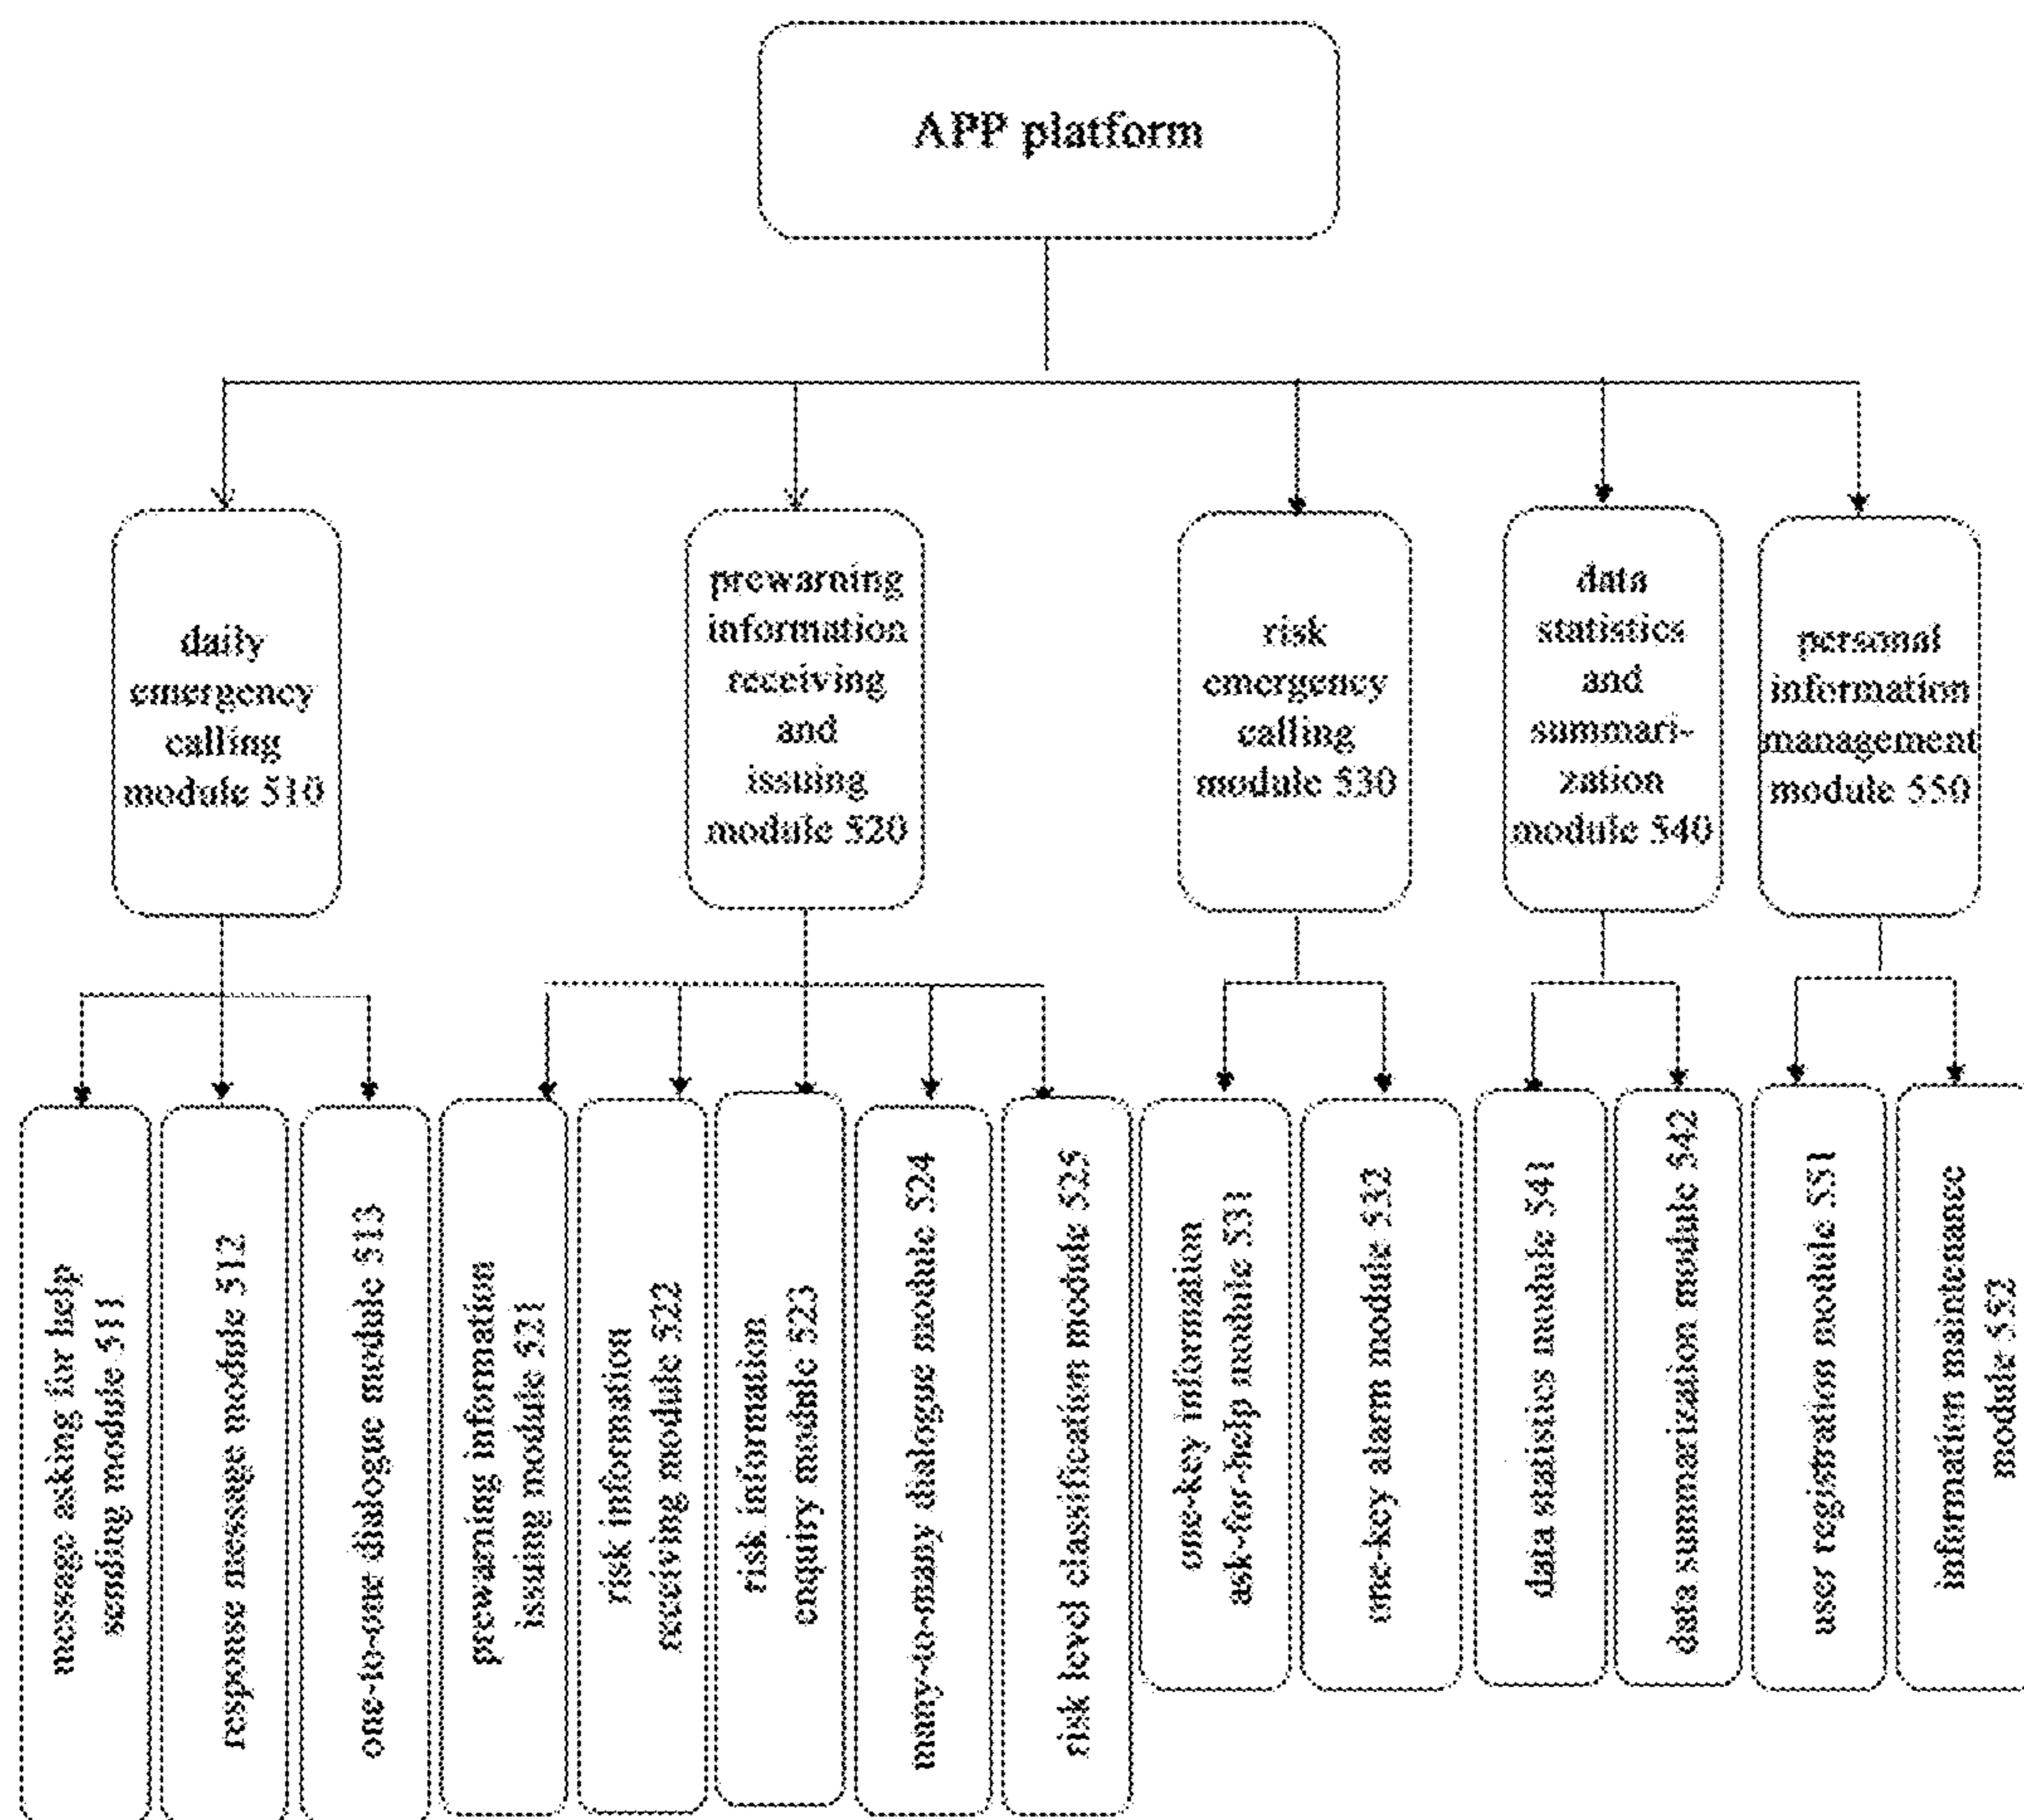 APP platform
daily
emergency
calling
module 510
prewarning
information
receiving
and
issuing
module 520
risk
emergency
calling
module 530
data
statistics
and
summari-
zation
module 540
personal
information
management
module 550
message asking for help
sending module 511
response message module 512
one-to-one dialogue module 513
prewarning information
issuing module 521
risk information
receiving module 522
risk information
enquiry module 523
many-to-many dialogue module 524
risk level classification module 525
one-key information
ask-for-help module 531
one-key alarm module 532
data statistics module 541
data summarization module 542
user registration module 551
information maintenance
module 552